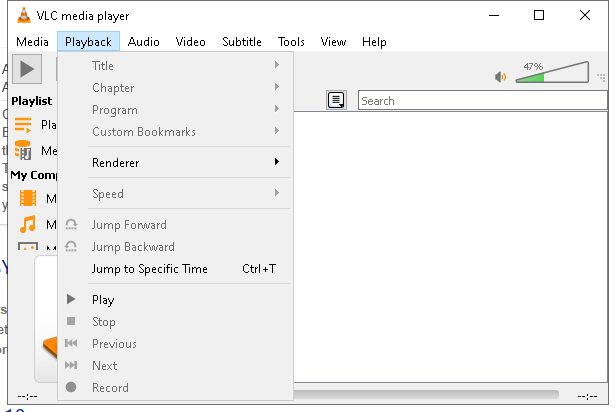 VLC media player
Media Playback Audio Video Subtitle Tools View Help
47%
Search
Title
Chapter
Program
Custom Bookmarks
Renderer
Speed
Jump Forward
Jump Backward
Jump to Specific Time Ctrl+T
Play
Stop
Previous
Next
Record
Playlist
Pla
Me
My Comp
M
M
--:--
--:--